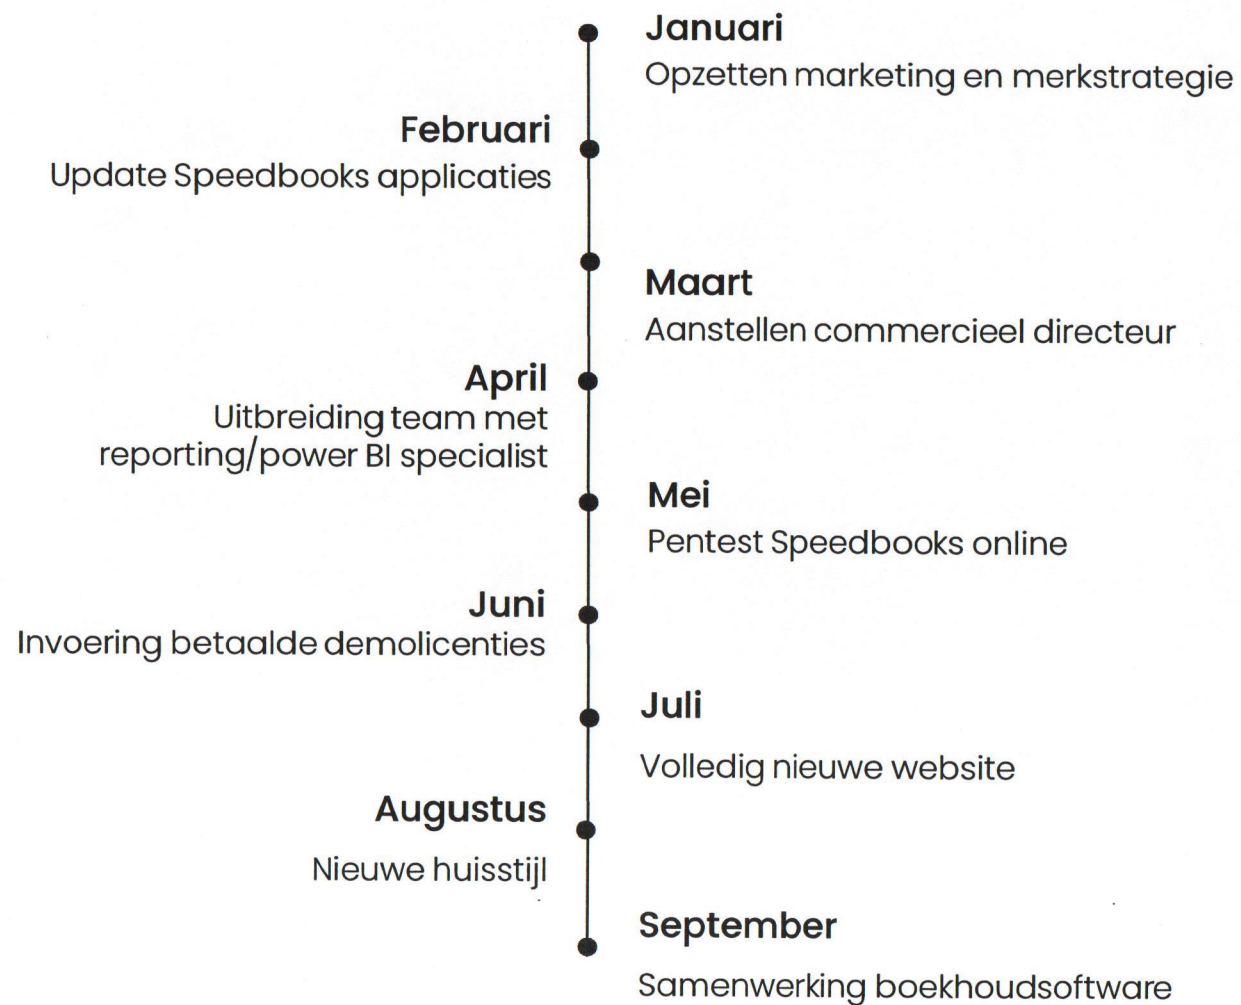 Januari
Opzetten marketing en merkstrategie
Februari
Update Speedbooks applicaties
Maart
Aanstellen commercieel directeur
April
Uitbreiding team met
reporting/power BI specialist
Mei
Pentest Speedbooks online
Juni
Invoering betaalde demolicenties
Juli
Volledig nieuwe website
Augustus
Nieuwe huisstijl
September
Samenwerking boekhoudsoftware